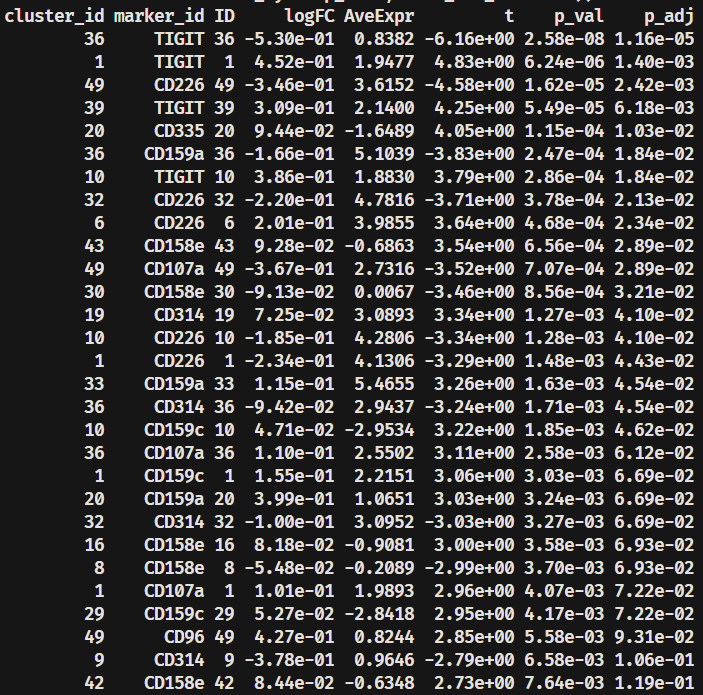 cluster_id marker_id ID logFC AveExpr t p_val p_adj
36 TIGIT 36 -5.30e-01 0.8382 -6.16e+00 2.58e-08 1.16e-05
1 TIGIT 1 4.52e-01 1.9477 4.83e+00 6.24e-06 1.40e-03
49 CD226 49 -3.46e-01 3.6152 -4.58e+00 1.62e-05 2.42e-03
39 TIGIT 39 3.09e-01 2.1400 4.25e+00 5.49e-05 6.18e-03
20 CD335 20 9.44e-02 -1.6489 4.05e+00 1.15e-04 1.03e-02
36 CD159a 36 -1.66e-01 5.1039 -3.83e+00 2.47e-04 1.84e-02
10 TIGIT 10 3.86e-01 1.8830 3.79e+00 2.86e-04 1.84e-02
32 CD226 32 -2.20e-01 4.7816 -3.71e+00 3.78e-04 2.13e-02
6 CD226 6 2.01e-01 3.9855 3.64e+00 4.68e-04 2.34e-02
43 CD158e 43 9.28e-02 -0.6863 3.54e+00 6.56e-04 2.89e-02
49 CD107a 49 -3.67e-01 2.7316 -3.52e+00 7.07e-04 2.89e-02
30 CD158e 30 -9.13e-02 0.0067 -3.46e+00 8.56e-04 3.21e-02
19 CD314 19 7.25e-02 3.0893 3.34e+00 1.27e-03 4.10e-02
10 CD226 10 -1.85e-01 4.2806 -3.34e+00 1.28e-03 4.10e-02
1 CD226 1 -2.34e-01 4.1306 -3.29e+00 1.48e-03 4.43e-02
33 CD159a 33 1.15e-01 5.4655 3.26e+00 1.63e-03 4.54e-02
36 CD314 36 -9.42e-02 2.9437 -3.24e+00 1.71e-03 4.54e-02
10 CD159c 10 4.71e-02 -2.9534 3.22e+00 1.85e-03 4.62e-02
36 CD107a 36 1.10e-01 2.5502 3.11e+00 2.58e-03 6.12e-02
1 CD159c 1 1.55e-01 2.2151 3.06e+00 3.03e-03 6.69e-02
20 CD159a 20 3.99e-01 1.0651 3.03e+00 3.24e-03 6.69e-02
32 CD314 32 -1.00e-01 3.0952 -3.03e+00 3.27e-03 6.69e-02
16 CD158e 16 8.18e-02 -0.9081 3.00e+00 3.58e-03 6.93e-02
8 CD158e 8 -5.48e-02 -0.2089 -2.99e+00 3.70e-03 6.93e-02
1 CD107a 1 1.01e-01 1.9893 2.96e+00 4.07e-03 7.22e-02
29 CD159c 29 5.27e-02 -2.8418 2.95e+00 4.17e-03 7.22e-02
49 CD96 49 4.27e-01 0.8244 2.85e+00 5.58e-03 9.31e-02
9 CD314 9 -3.78e-01 0.9646 -2.79e+00 6.58e-03 1.06e-01
42 CD158e 42 8.44e-02 -0.6348 2.73e+00 7.64e-03 1.19e-01